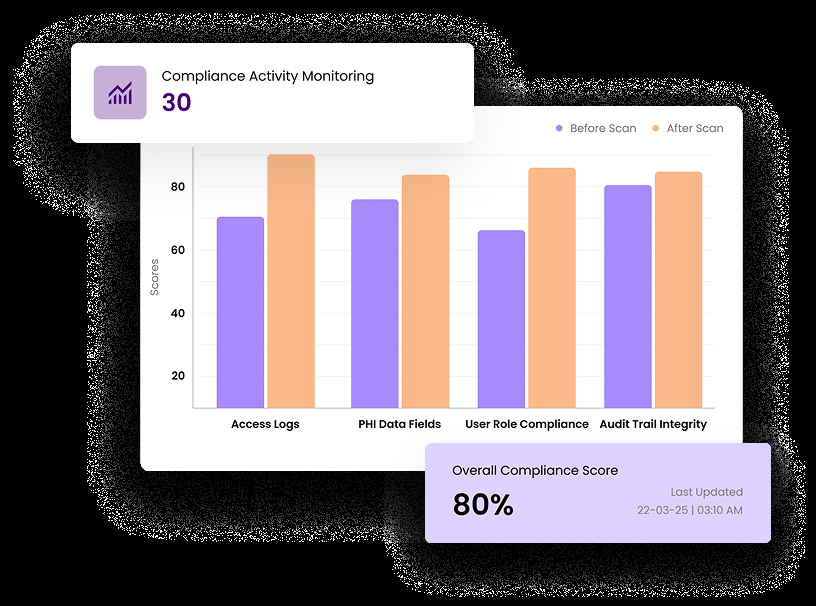 Compliance Activity Monitoring
30
Before Scan
After Scan
80
60
40
20
Scores
Access Logs
PHI Data Fields
User Role Compliance
Audit Trail Integrity
Overall Compliance Score
80%
Last Updated
22-03-25 | 03:10 AM